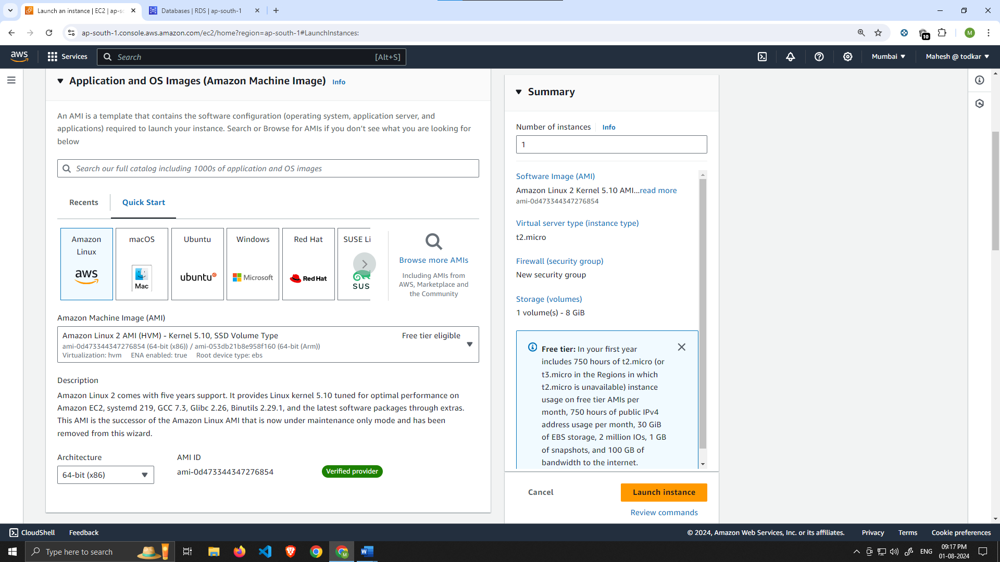 Launch an instance | EC2 | ap-so
Databases | RDS | ap-south-1
ap-south-1.console.aws.amazon.com/ec2/home?region=ap-south-1#LaunchInstances:
10
M
aws
Services
Search
[Alt+S]
Mumbai
Mahesh @ todkar
Application and OS Images (Amazon Machine Image) Info
An AMI is a template that contains the software configuration (operating system, application server, and
applications) required to launch your instance. Search or Browse for AMIs if you don’t see what you are looking for
below
Search our full catalog including 1000s of application and OS images
Recents
Quick Start
Amazon
Linux
aws
macOS
Mac
Ubuntu
ubuntu
Windows
Microsoft
Red Hat
Red Hat
SUSE Li
SUS
Browse more AMIs
Including AMIs from
AWS, Marketplace and
the Community
Amazon Machine Image (AMI)
Amazon Linux 2 AMI (HVM) - Kernel 5.10, SSD Volume Type
Free tier eligible
ami-0d473344347276854 (64-bit (x86)) / ami-053db21b8e958f160 (64-bit (Arm))
Virtualization: hvm ENA enabled: true Root device type: ebs
Description
Amazon Linux 2 comes with five years support. It provides Linux kernel 5.10 tuned for optimal performance on
Amazon EC2, systemd 219, GCC 7.3, Glibc 2.26, Binutils 2.29.1, and the latest software packages through extras.
This AMI is the successor of the Amazon Linux AMI that is now under maintenance only mode and has been
removed from this wizard.
Architecture
64-bit (x86)
AMI ID
ami-0d473344347276854
Verified provider
Summary
Number of instances Info
1
Software Image (AMI)
Amazon Linux 2 Kernel 5.10 AMI...read more
ami-0d473344347276854
Virtual server type (instance type)
t2.micro
Firewall (security group)
New security group
Storage (volumes)
1 volume(s) - 8 GiB
Free tier: In your first year
includes 750 hours of t2.micro (or
t3.micro in the Regions in which
t2.micro is unavailable) instance
usage on free tier AMIs per
month, 750 hours of public IPv4
address usage per month, 30 GiB
of EBS storage, 2 million IOs, 1 GB
of snapshots, and 100 GB of
bandwidth to the internet.
Cancel
Launch instance
Review commands
CloudShell
Feedback
© 2024, Amazon Web Services, Inc. or its affiliates.
Privacy
Terms
Cookie preferences
Type here to search
M
W
ENG
09:17 PM
01-08-2024